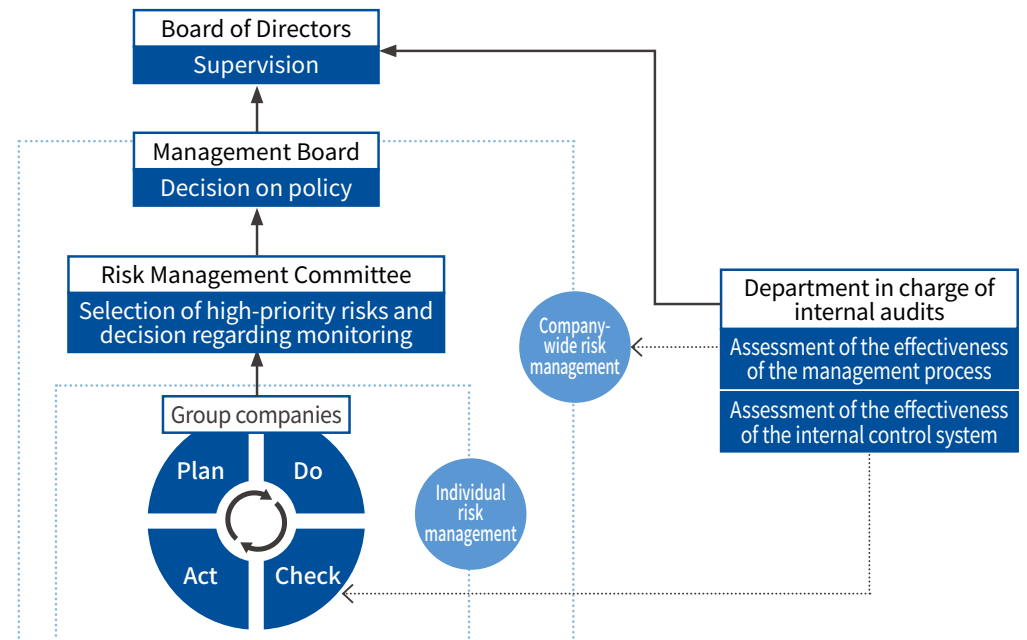 Board of Directors
Supervision
Management Board
Decision on policy
Risk Management Committee
Selection of high-priority risks and
decision regarding monitoring
Company-
wide risk
management
Department in charge of
internal audits
Assessment of the effectiveness
of the management process
Assessment of the effectiveness
of the internal control system
Group companies
Plan
Do
Act
Check
Individual
risk
management